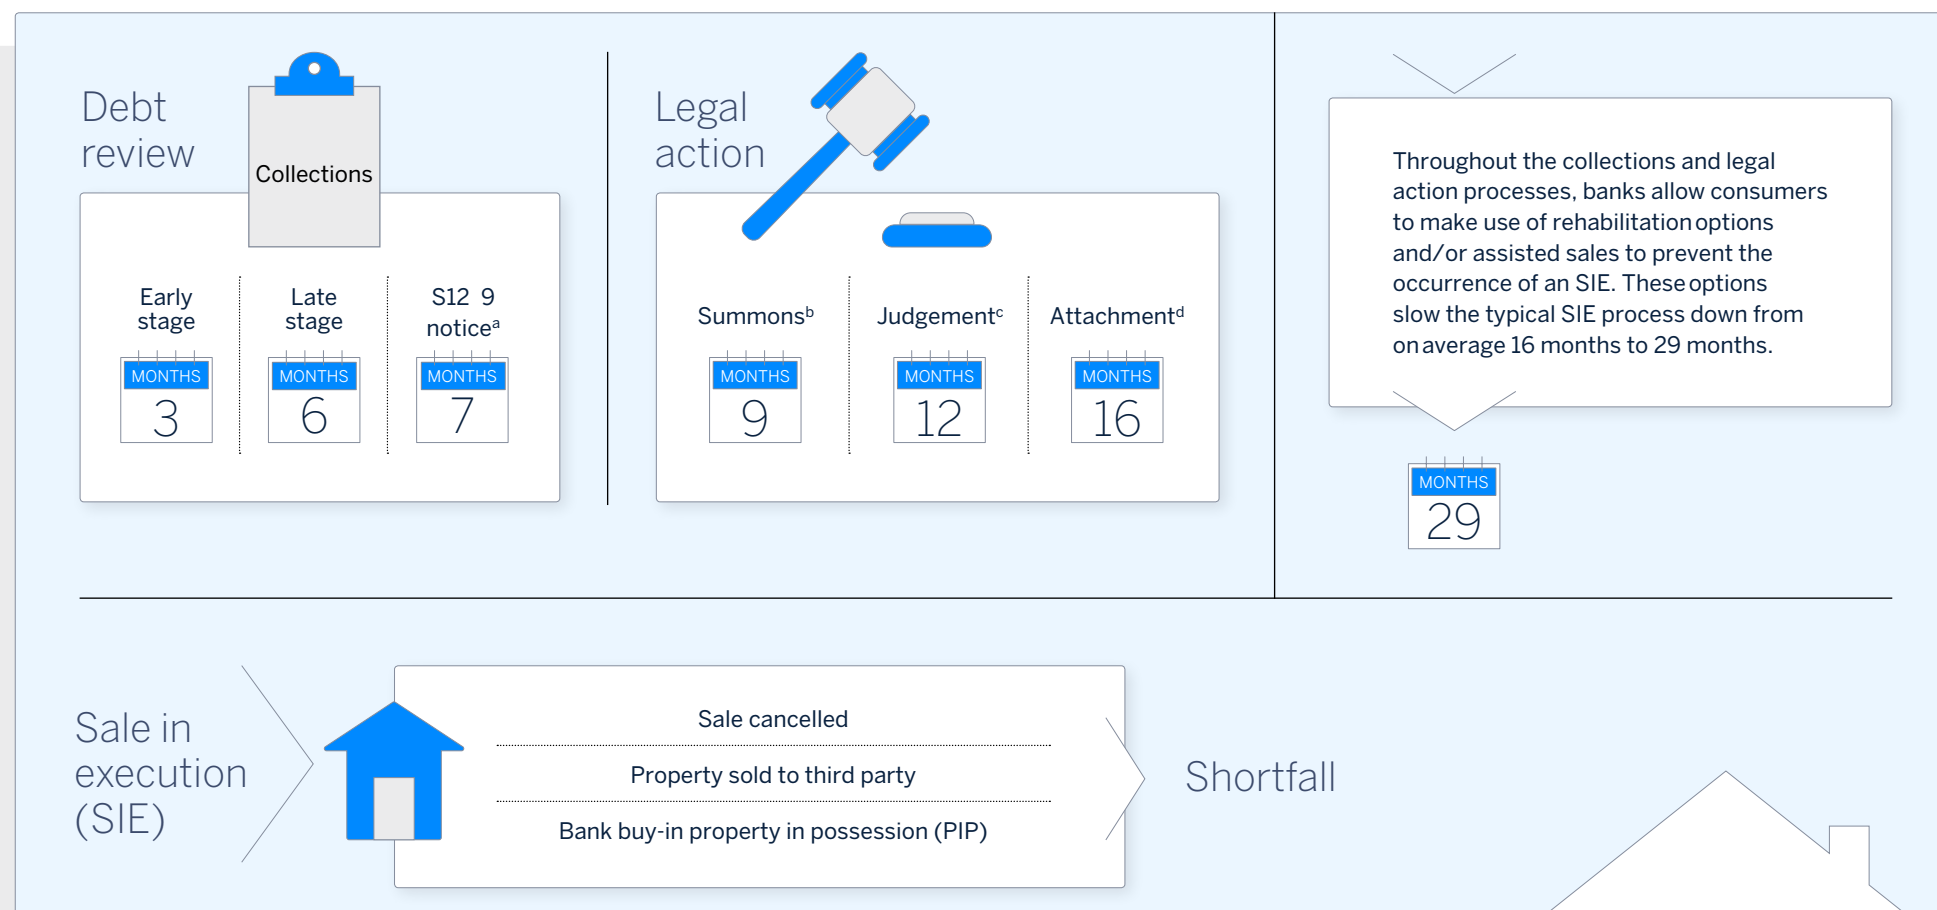 Debt
review
Collections
Early
stage
MONTHS
3
Late
stage
MONTHS
6
S12 9
noticeᵃ
MONTHS
7
Legal
action
Summonsᵇ
MONTHS
9
Judgementᶜ
MONTHS
12
Attachmentᵈ
MONTHS
16
Throughout the collections and legal
action processes, banks allow consumers
to make use of rehabilitation options
and/or assisted sales to prevent the
occurrence of an SIE. These options
slow the typical SIE process down from
on average 16 months to 29 months.
MONTHS
29
Sale in
execution
(SIE)
Sale cancelled
Property sold to third party
Bank buy-in property in possession (PIP)
Shortfall